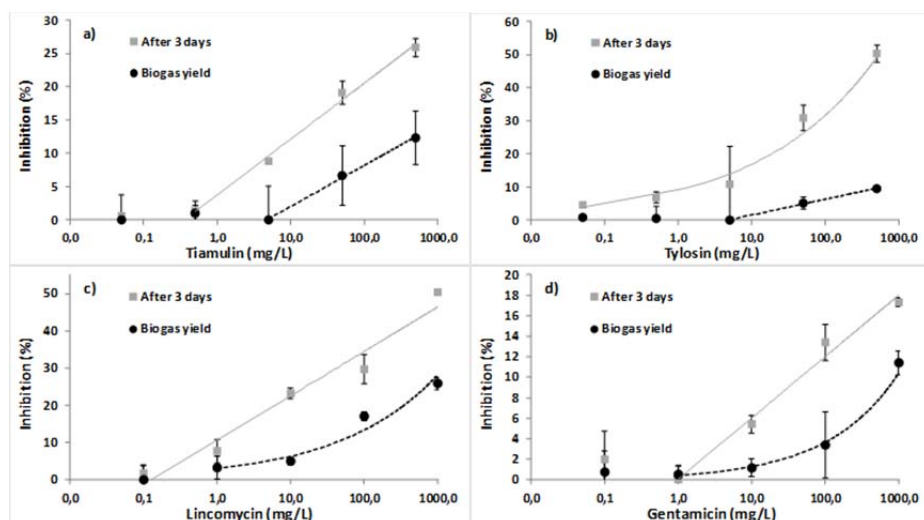 a)
After 3 days
Biogas yield
Inhibition (%)
30
25
20
15
10
5
0
0,0 0,1 1,0 10,0 100,0 1000,0
Tiamulin (mg/L)
b)
After 3 days
Biogas yield
Inhibition (%)
60
50
40
30
20
10
0
0,0 0,1 1,0 10,0 100,0 1000,0
Tylosin (mg/L)
c)
After 3 days
Biogas yield
Inhibition (%)
50
40
30
20
10
0
0,0 0,1 1,0 10,0 100,0 1000,0
Lincomycin (mg/L)
d)
After 3 days
Biogas yield
Inhibition (%)
20
18
16
14
12
10
8
6
4
2
0
0,0 0,1 1,0 10,0 100,0 1000,0
Gentamicin (mg/L)